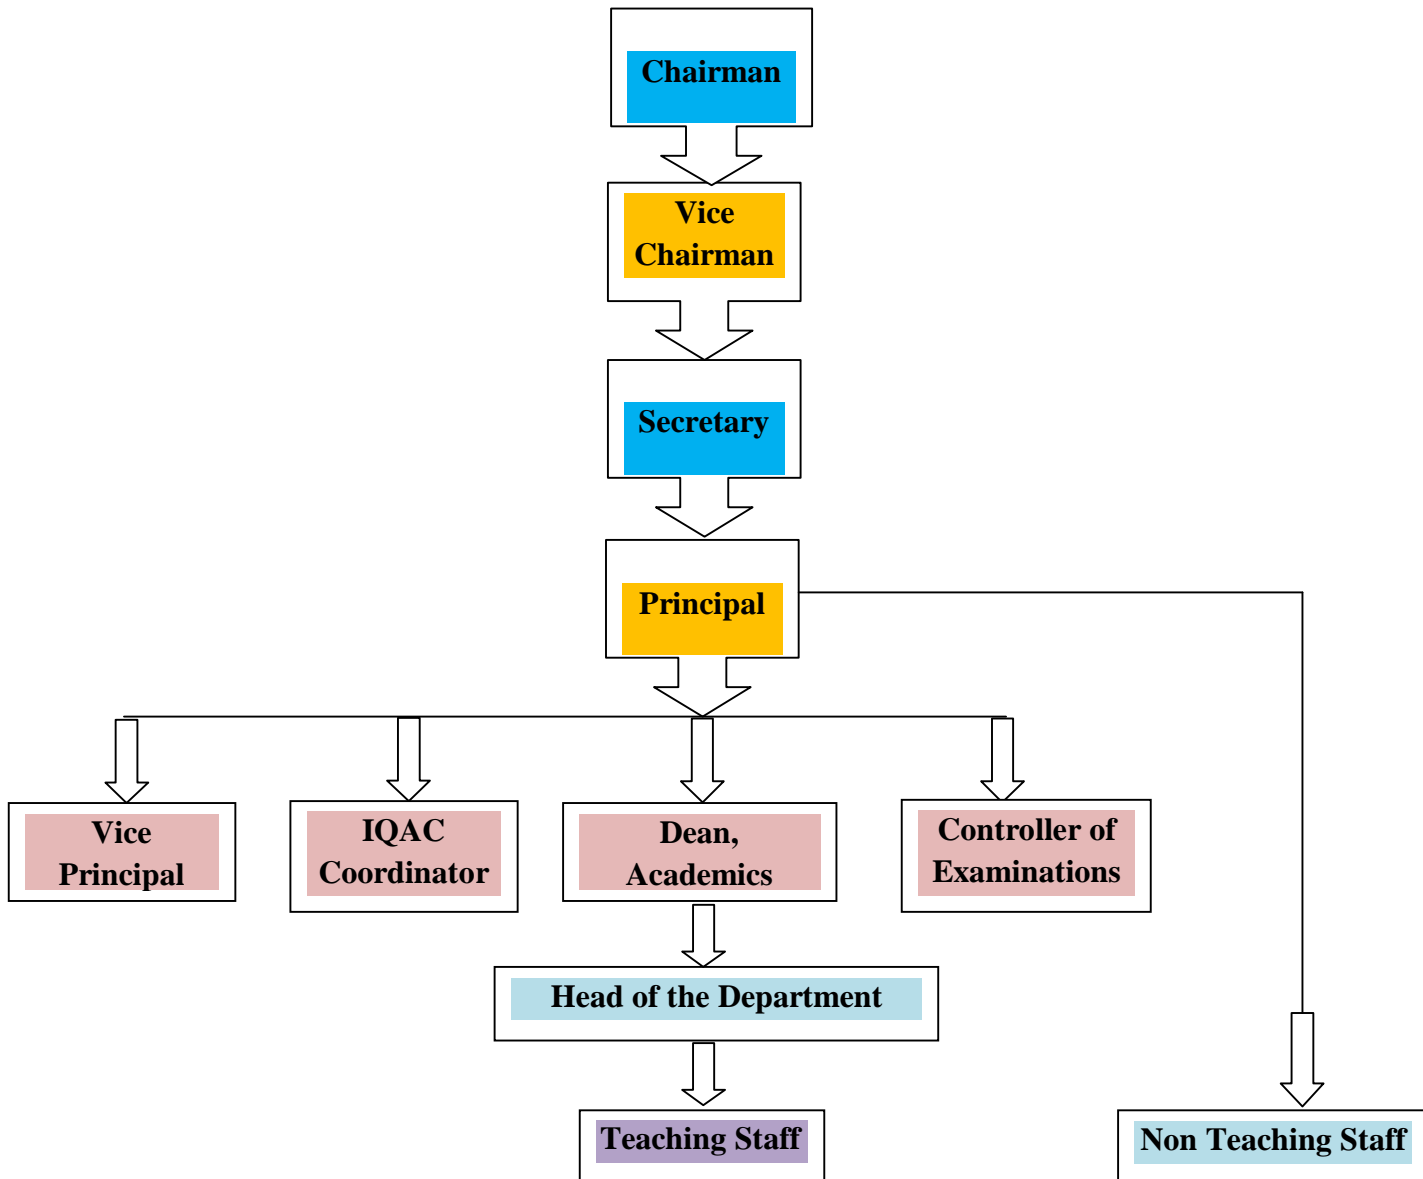 Chairman
Vice
Chairman
Secretary
Principal
Vice
Principal
IQAC
Coordinator
Dean,
Academics
Controller of
Examinations
Head of the Department
Teaching Staff
Non Teaching Staff